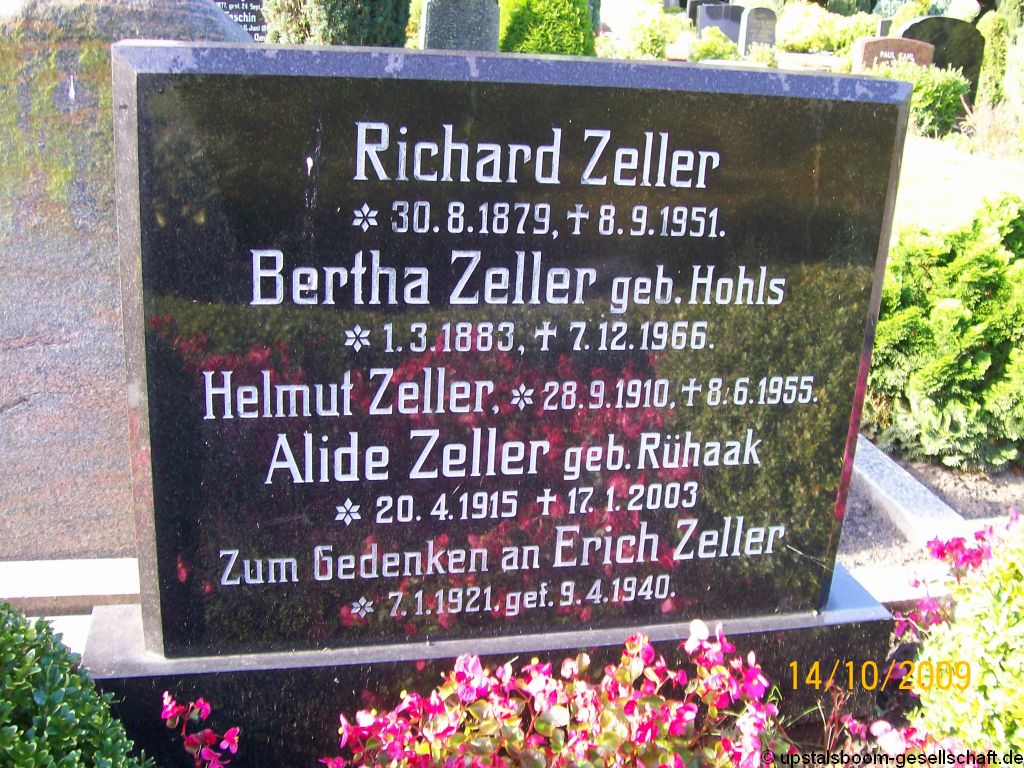 Richard Zeller
* 30.8.1879, † 8.9.1951.
Bertha Zeller geb. Hohls
* 1.3.1883, † 7.12.1966.
Helmut Zeller, * 28.9.1910, † 8.6.1955.
Alide Zeller geb. Rühaak
* 20.4.1915 † 17.1.2003
Zum Gedenken an Erich Zeller
* 7.1.1921, gef. 9.4.1940.
14/10/2009
© upstalsboom-gesellschaft.de